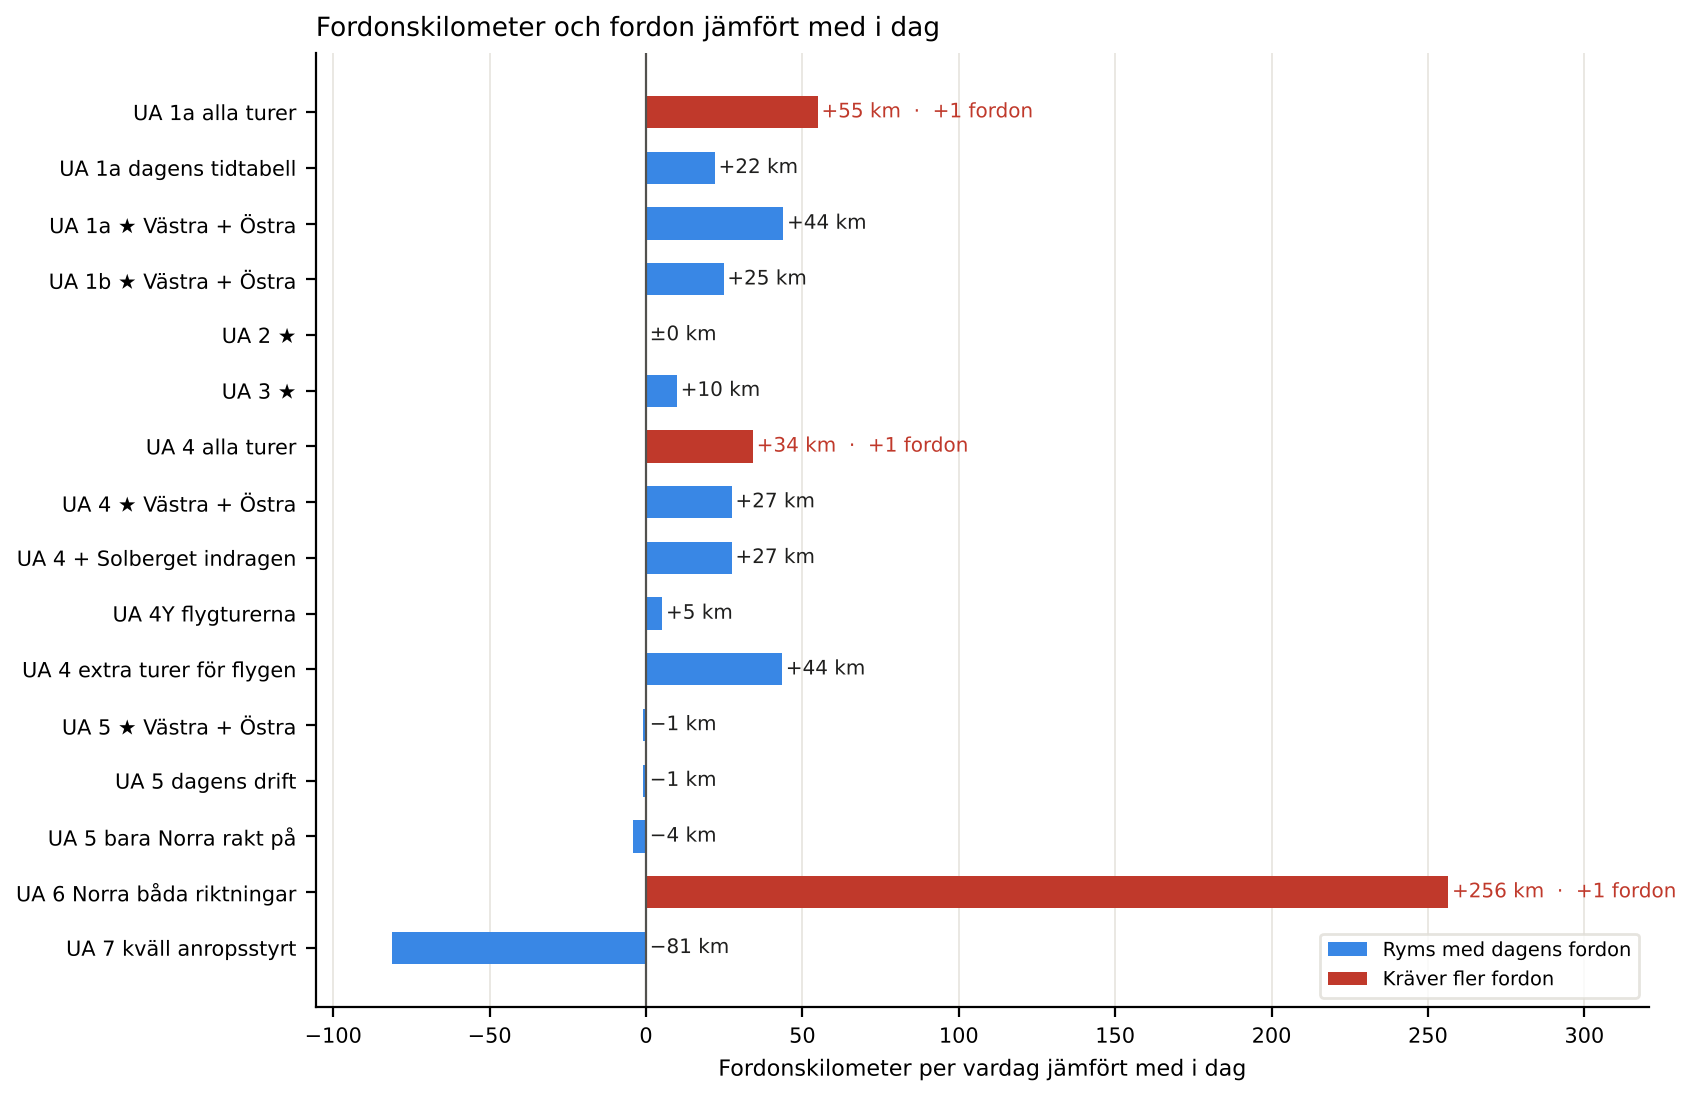 Fordonskilometer och fordon jämfört med i dag
UA 1a alla turer +55 km · +1 fordon
UA 1a dagens tidtabell +22 km
UA 1a ★ Västra + Östra +44 km
UA 1b ★ Västra + Östra +25 km
UA 2 ★ ±0 km
UA 3 ★ +10 km
UA 4 alla turer +34 km · +1 fordon
UA 4 ★ Västra + Östra +27 km
UA 4 + Solberget indragen +27 km
UA 4Y flygturerna +5 km
UA 4 extra turer för flygen +44 km
UA 5 ★ Västra + Östra −1 km
UA 5 dagens drift −1 km
UA 5 bara Norra rakt på −4 km
UA 6 Norra båda riktningar +256 km · +1 fordon
UA 7 kväll anropsstyrt −81 km
Ryms med dagens fordon
Kräver fler fordon
−100 −50 0 50 100 150 200 250 300
Fordonskilometer per vardag jämfört med i dag